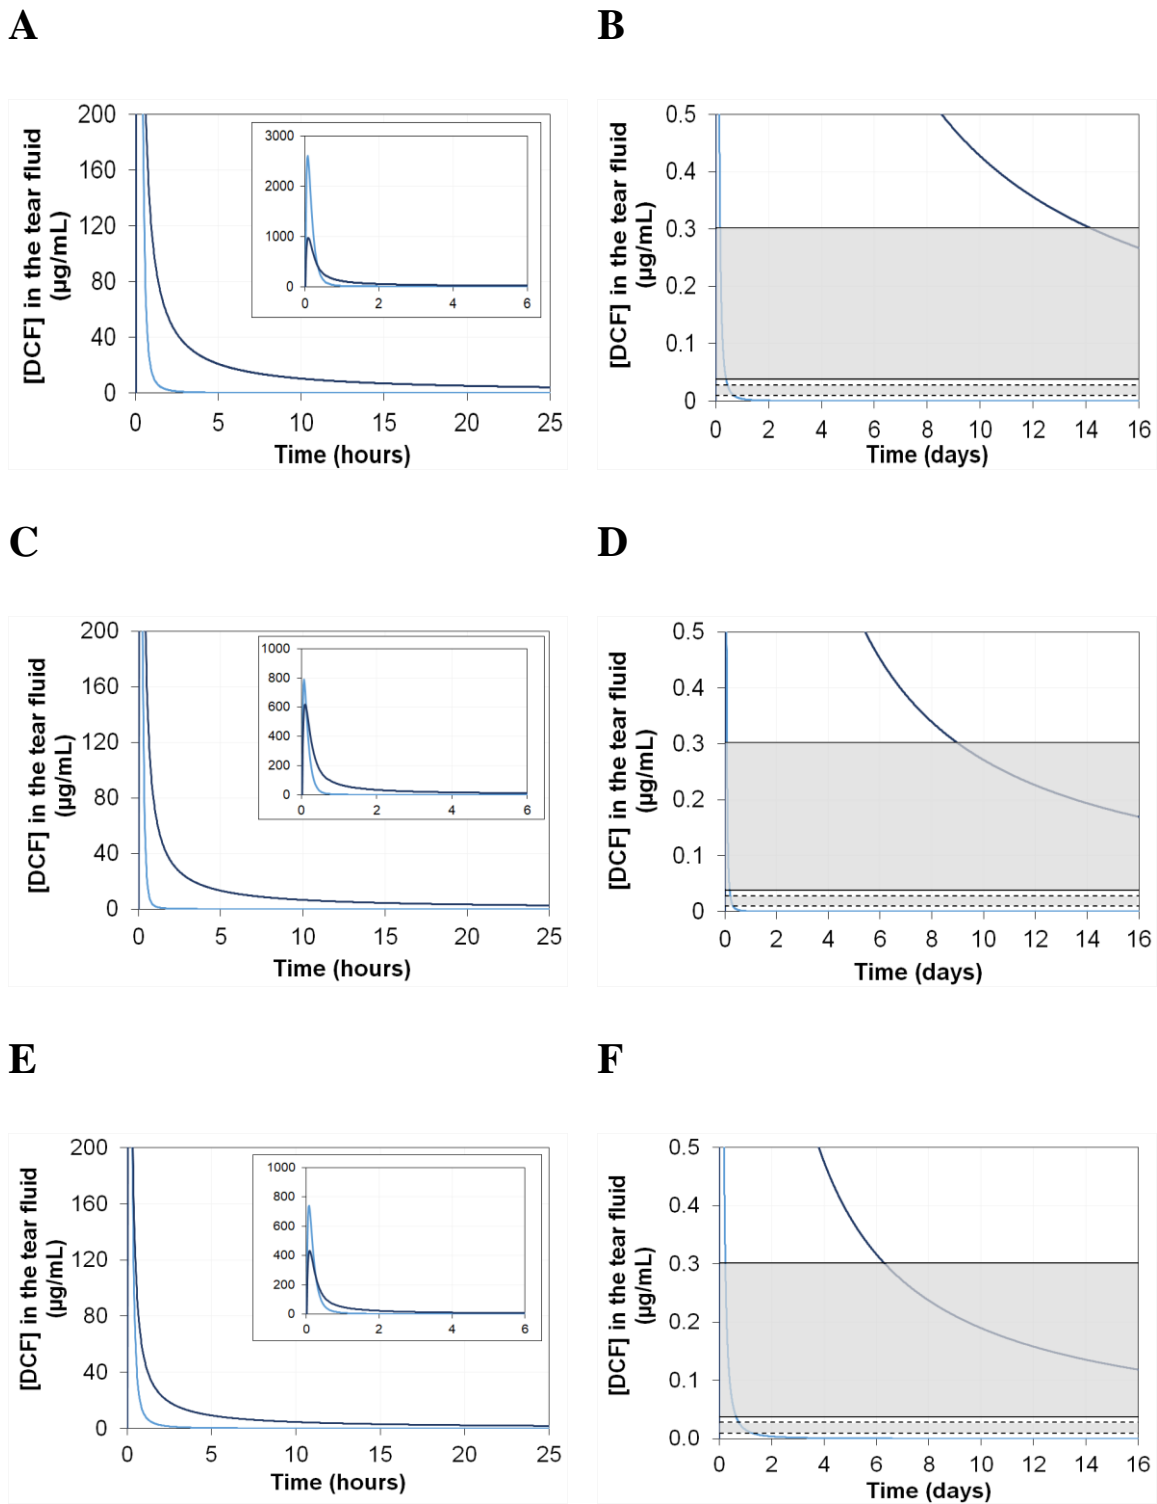 A
[DCF] in the tear fluid
(µg/mL)
200
160
120
80
40
0
0 5 10 15 20 25
Time (hours)
3000
2000
1000
0
0 2 4 6
B
[DCF] in the tear fluid
(µg/mL)
0.5
0.4
0.3
0.2
0.1
0
0 2 4 6 8 10 12 14 16
Time (days)
C
[DCF] in the tear fluid
(µg/mL)
200
160
120
80
40
0
0 5 10 15 20 25
Time (hours)
1000
800
600
400
200
0
0 2 4 6
D
[DCF] in the tear fluid
(µg/mL)
0.5
0.4
0.3
0.2
0.1
0
0 2 4 6 8 10 12 14 16
Time (days)
E
[DCF] in the tear fluid
(µg/mL)
200
160
120
80
40
0
0 5 10 15 20 25
Time (hours)
1000
800
600
400
200
0
0 2 4 6
F
[DCF] in the tear fluid
(µg/mL)
0.5
0.4
0.3
0.2
0.1
0.0
0 2 4 6 8 10 12 14 16
Time (days)